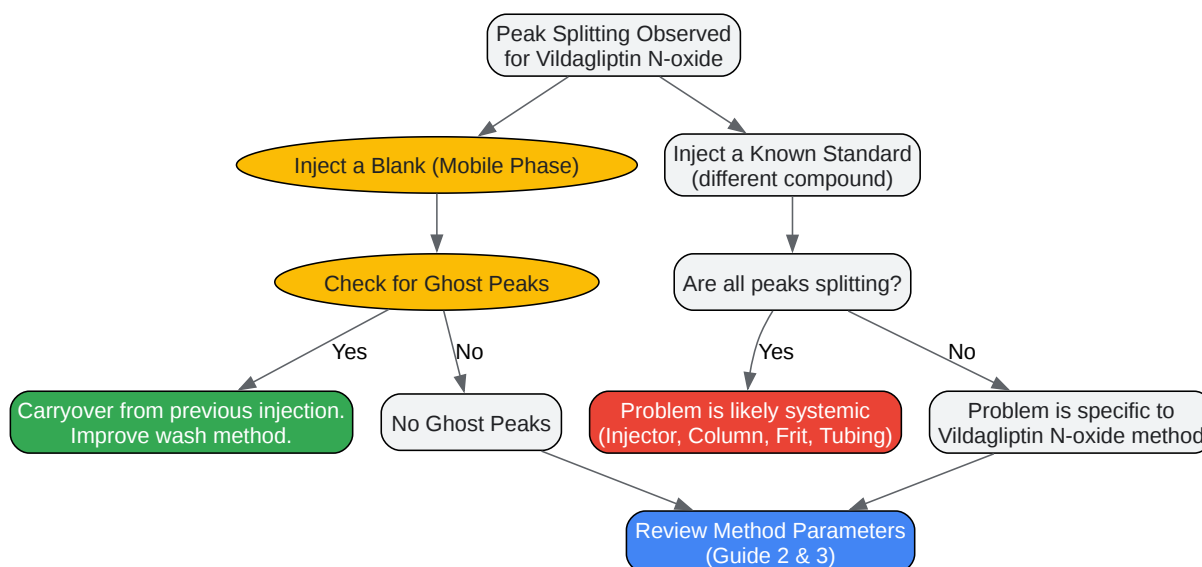 Peak Splitting Observed
for Vildagliptin N-oxide
Inject a Blank (Mobile Phase)
Inject a Known Standard
(different compound)
Check for Ghost Peaks
Are all peaks splitting?
Yes
No
Yes
No
Carryover from previous injection.
Improve wash method.
No Ghost Peaks
Problem is likely systemic
(Injector, Column, Frit, Tubing)
Problem is specific to
Vildagliptin N-oxide method
Review Method Parameters
(Guide 2 & 3)